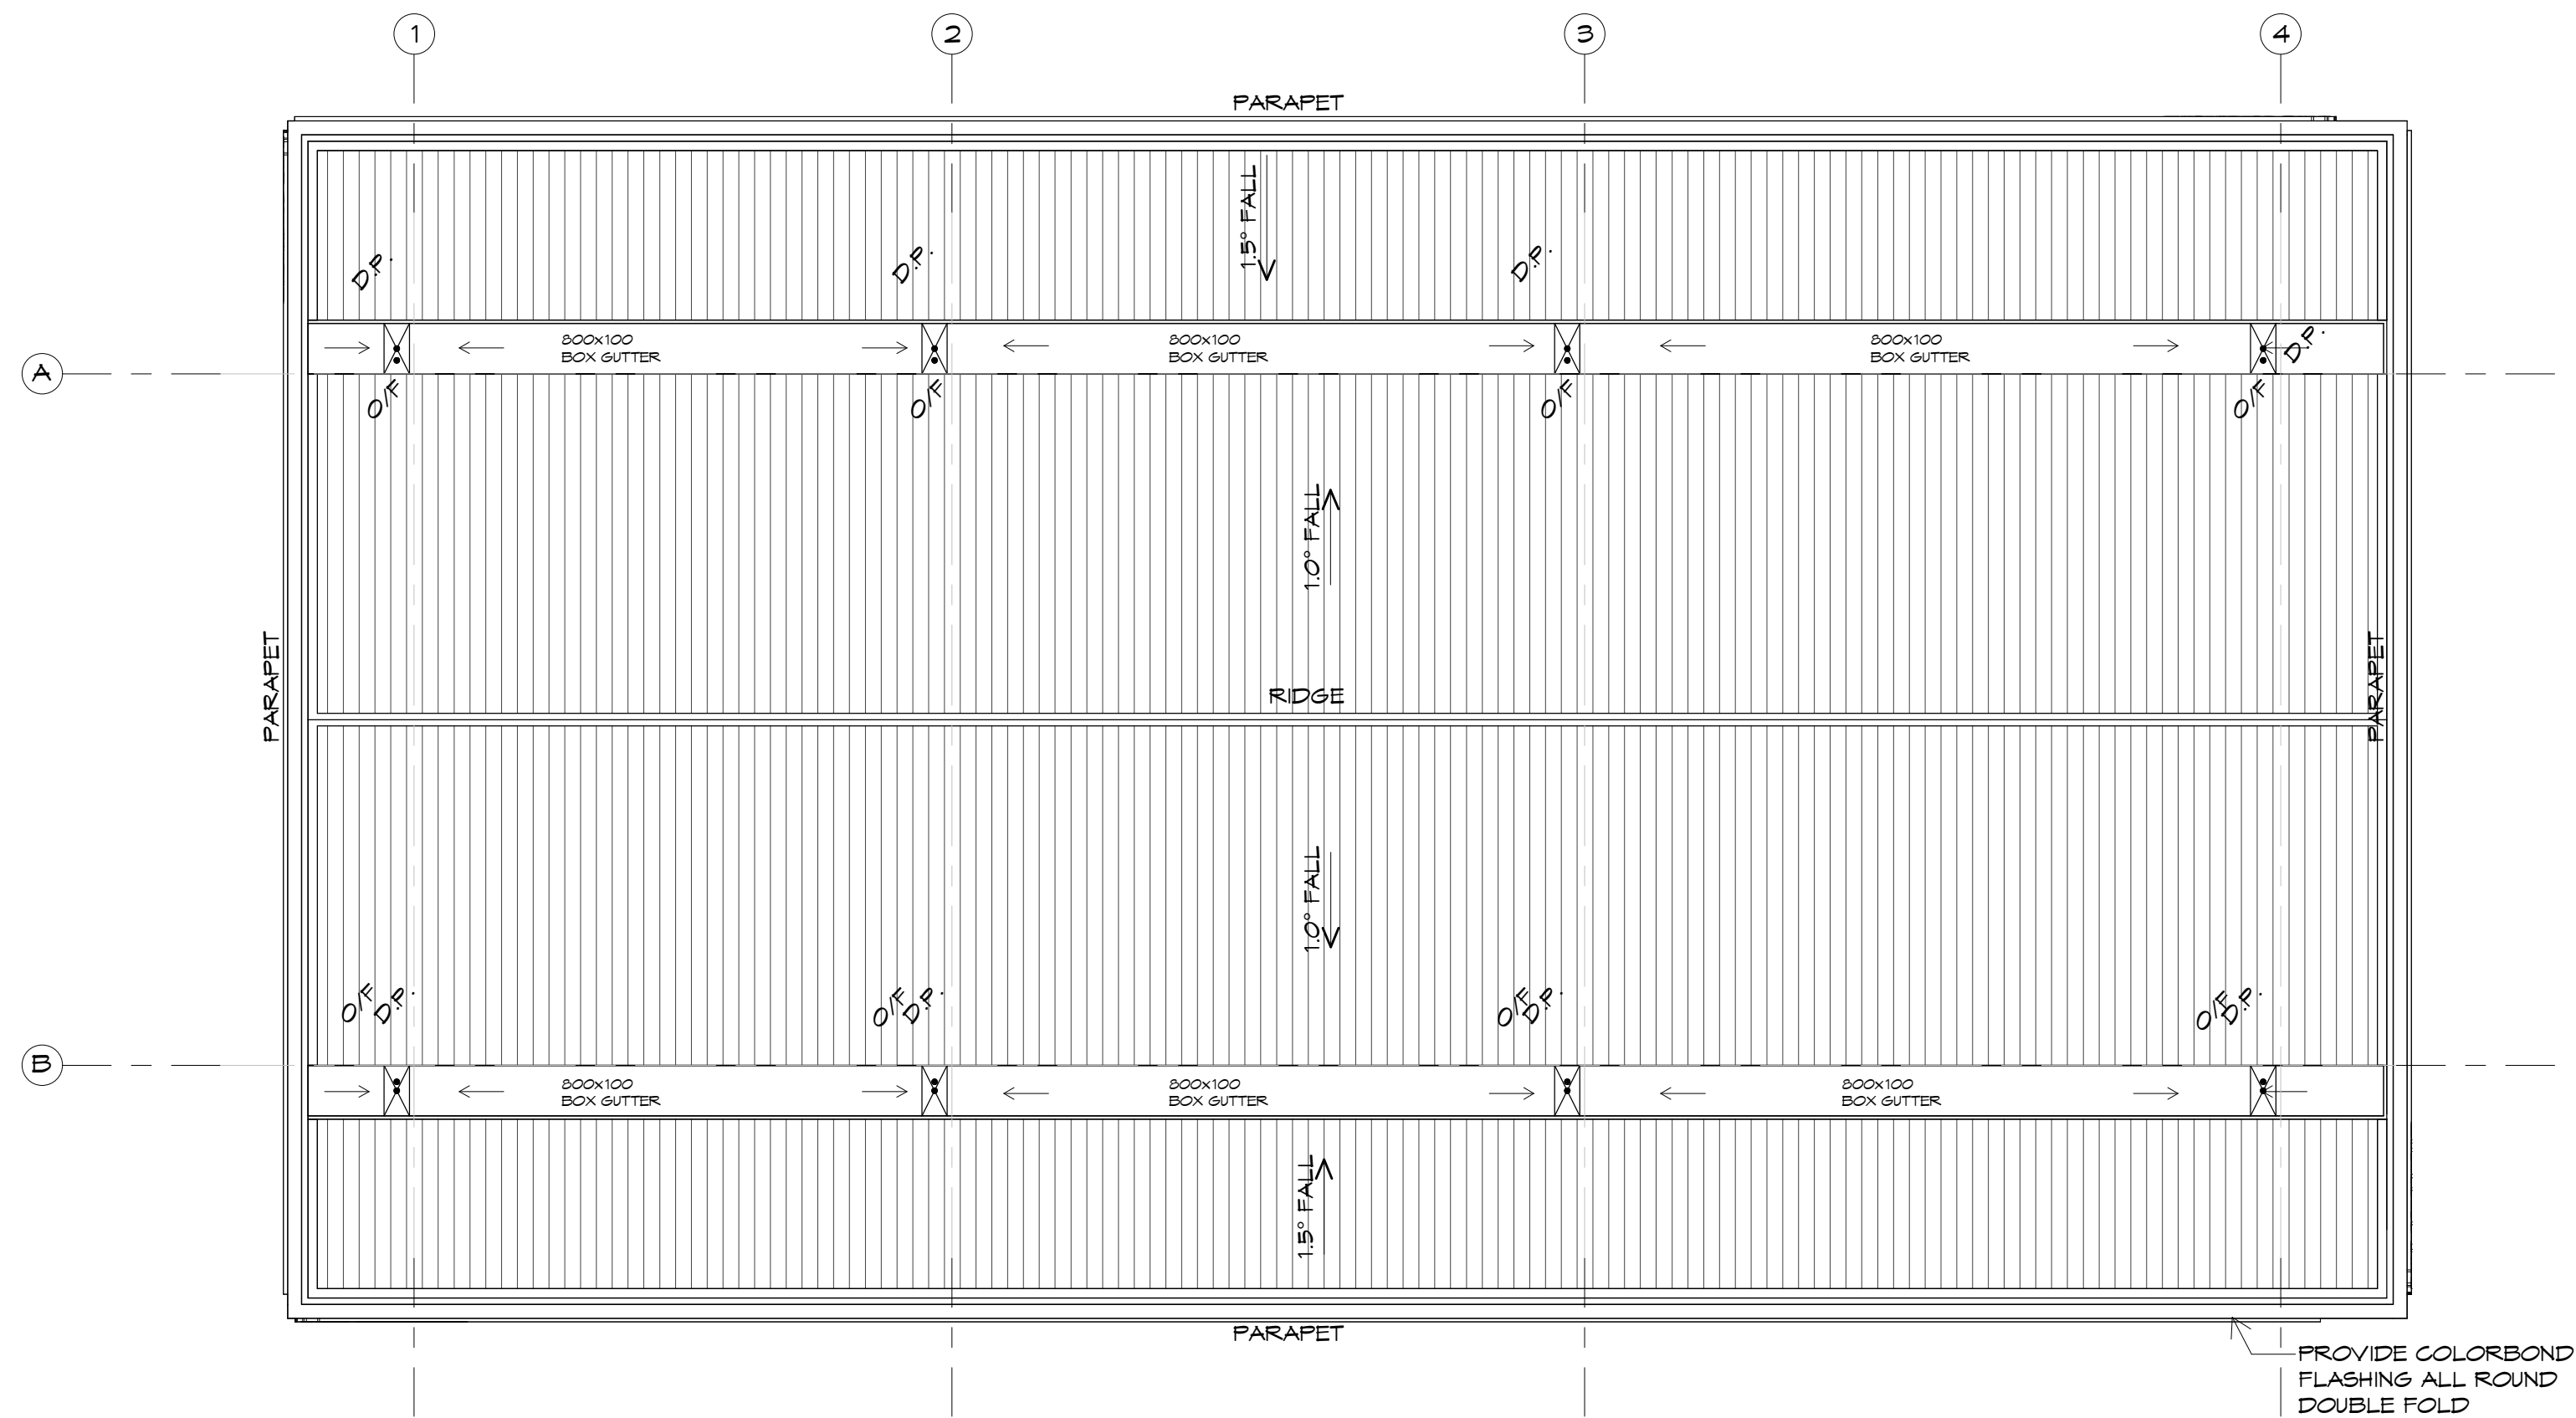 1
2
3
4
PARAPET
1.5° FALL
D.P.
D.P.
D.P.
D.P.
800x100
BOX GUTTER
800x100
BOX GUTTER
800x100
BOX GUTTER
A
O/F
O/F
O/F
O/F
1.0° FALL
PARAPET
RIDGE
PARAPET
1.0° FALL
O/F
D.P.
O/F
D.P.
O/F
D.P.
O/F
D.P.
B
800x100
BOX GUTTER
800x100
BOX GUTTER
800x100
BOX GUTTER
1.5° FALL
PARAPET
PROVIDE COLORBOND
FLASHING ALL ROUND
DOUBLE FOLD